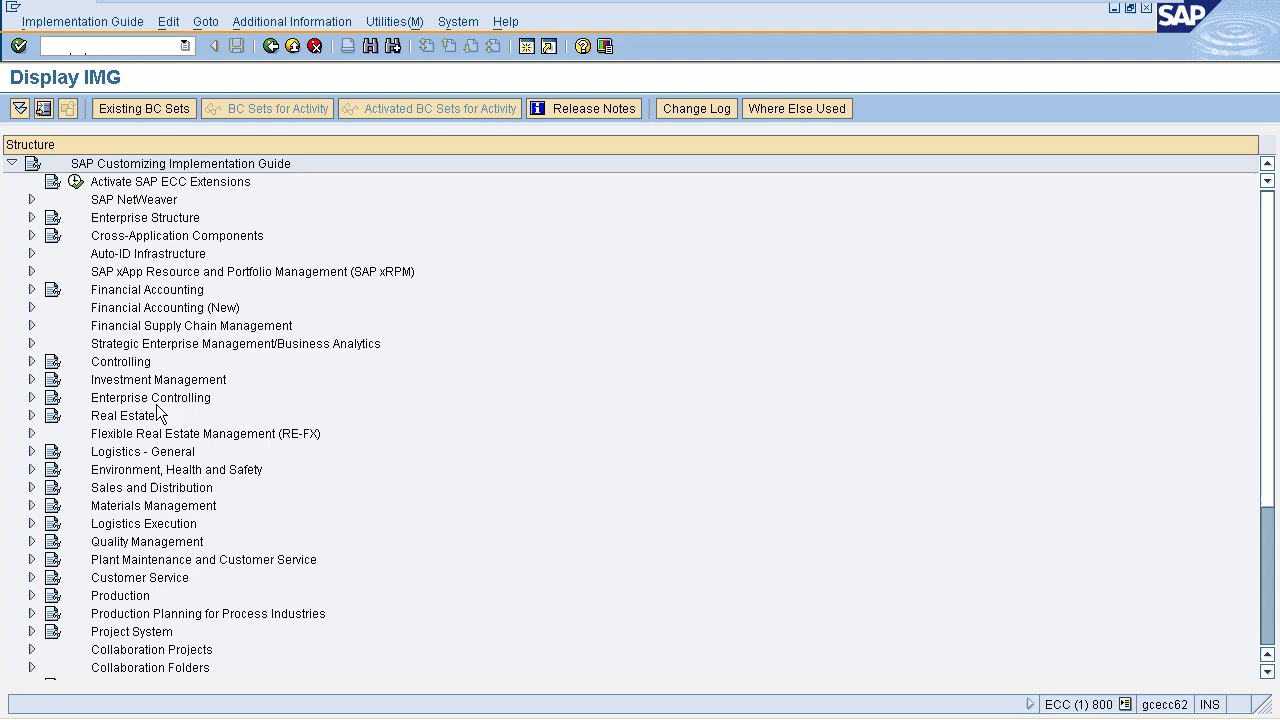 Implementation Guide Edit Goto Additional Information Utilities(M) System Help
SAP
Display IMG
Existing BC Sets BC Sets for Activity Activated BC Sets for Activity Release Notes Change Log Where Else Used
Structure
SAP Customizing Implementation Guide
Activate SAP ECC Extensions
SAP NetWeaver
Enterprise Structure
Cross-Application Components
Auto-ID Infrastructure
SAP xApp Resource and Portfolio Management (SAP xRPM)
Financial Accounting
Financial Accounting (New)
Financial Supply Chain Management
Strategic Enterprise Management/Business Analytics
Controlling
Investment Management
Enterprise Controlling
Real Estate
Flexible Real Estate Management (RE-FX)
Logistics - General
Environment, Health and Safety
Sales and Distribution
Materials Management
Logistics Execution
Quality Management
Plant Maintenance and Customer Service
Customer Service
Production
Production Planning for Process Industries
Project System
Collaboration Projects
Collaboration Folders
ECC (1) 800 gcecc62 INS